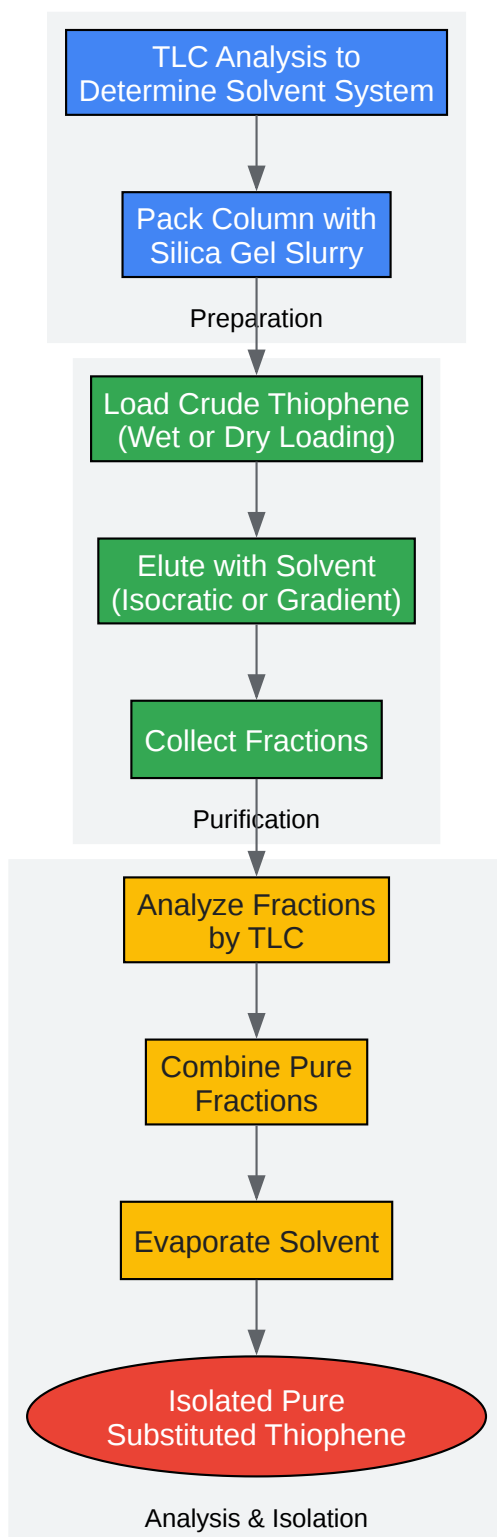 TLC Analysis to
Determine Solvent System
Pack Column with
Silica Gel Slurry
Preparation
Load Crude Thiophene
(Wet or Dry Loading)
Elute with Solvent
(Isocratic or Gradient)
Collect Fractions
Purification
Analyze Fractions
by TLC
Combine Pure
Fractions
Evaporate Solvent
Isolated Pure
Substituted Thiophene
Analysis & Isolation